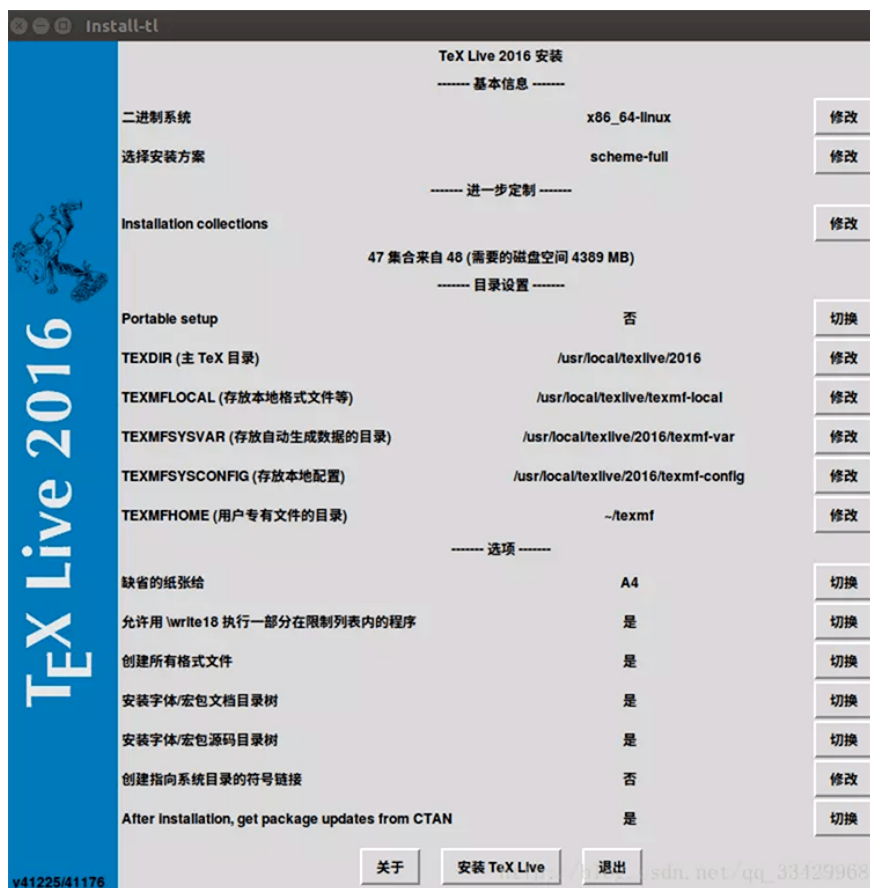 Install-tl
TeX Live 2016 安装
------- 基本信息 -------
二进制系统 x86_64-linux 修改
选择安装方案 scheme-full 修改
------- 进一步定制 -------
Installation collections 修改
47 集合来自 48 (需要的磁盘空间 4389 MB)
------- 目录设置 -------
Portable setup 否 切换
TEXDIR (主 TeX 目录) /usr/local/texlive/2016 修改
TEXMFLOCAL (存放本地格式文件等) /usr/local/texlive/texmf-local 修改
TEXMFSYSVAR (存放自动生成数据的目录) /usr/local/texlive/2016/texmf-var 修改
TEXMFSYSCONFIG (存放本地配置) /usr/local/texlive/2016/texmf-config 修改
TEXMFHOME (用户专有文件的目录) ~/texmf 修改
------- 选项 -------
缺省的纸张给 A4 切换
允许用 \write18 执行一部分在限制列表内的程序 是 切换
创建所有格式文件 是 切换
安装字体/宏包文档目录树 是 切换
安装字体/宏包源码目录树 是 切换
创建指向系统目录的符号链接 否 修改
After installation, get package updates from CTAN 是 切换
关于 安装 TeX Live 退出
TEX Live 2016
v41225/41176
sdn.net/qq_33429968